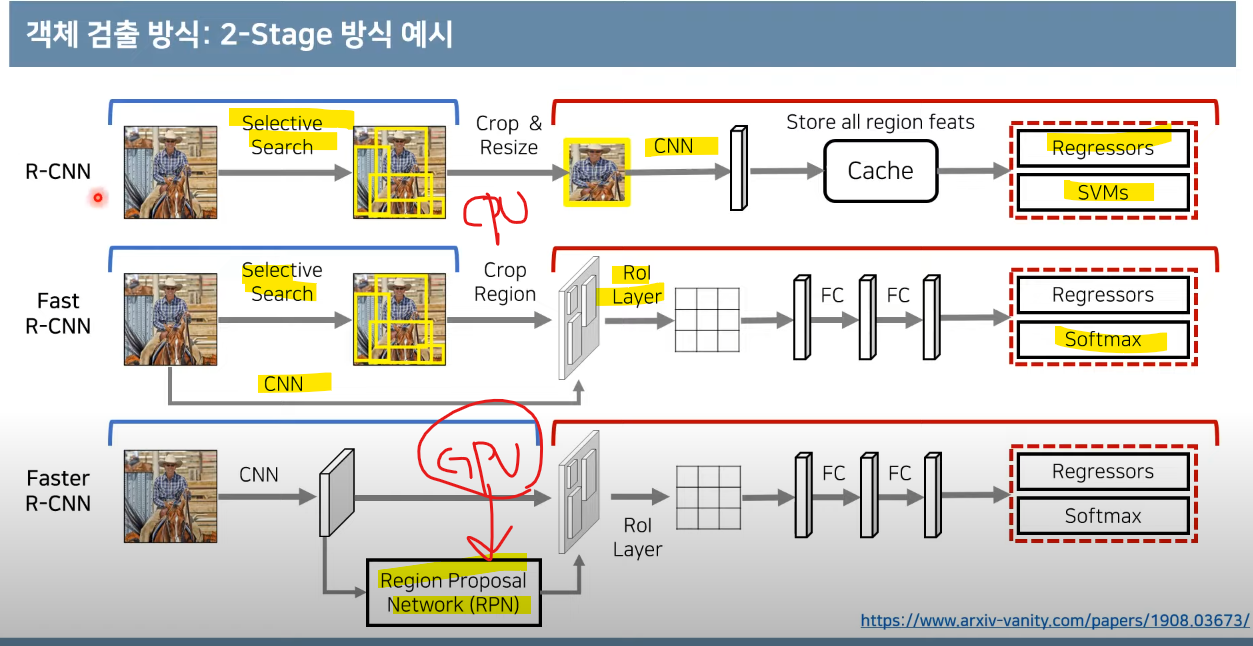 객체 검출 방식: 2-Stage 방식 예시
R-CNN
Selective
Search
Crop &
Resize
CPU
CNN
Store all region feats
Cache
Regressors
SVMs
Fast
R-CNN
Selective
Search
CNN
Crop
Region
RoI
Layer
FC
FC
Regressors
Softmax
Faster
R-CNN
CNN
GPU
Region Proposal
Network (RPN)
RoI
Layer
FC
FC
Regressors
Softmax
https://www.arxiv-vanity.com/papers/1908.03673/